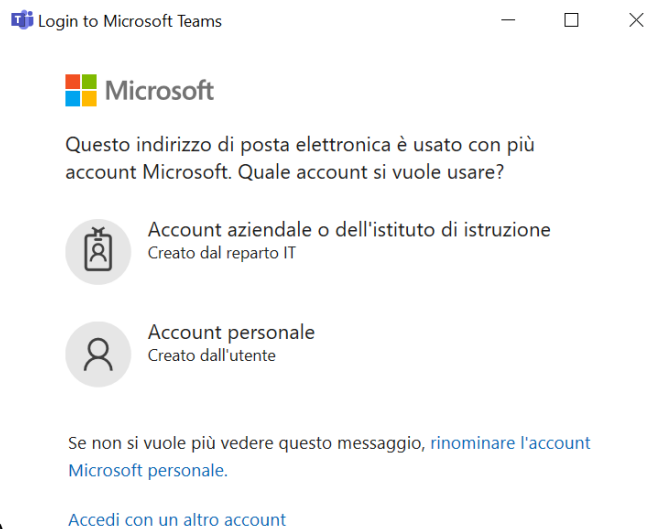 Login to Microsoft Teams
Microsoft
Questo indirizzo di posta elettronica è usato con più
account Microsoft. Quale account si vuole usare?
Account aziendale o dell'istituto di istruzione
Creato dal reparto IT
Account personale
Creato dall'utente
Se non si vuole più vedere questo messaggio, rinominare l'account
Microsoft personale.
Accedi con un altro account